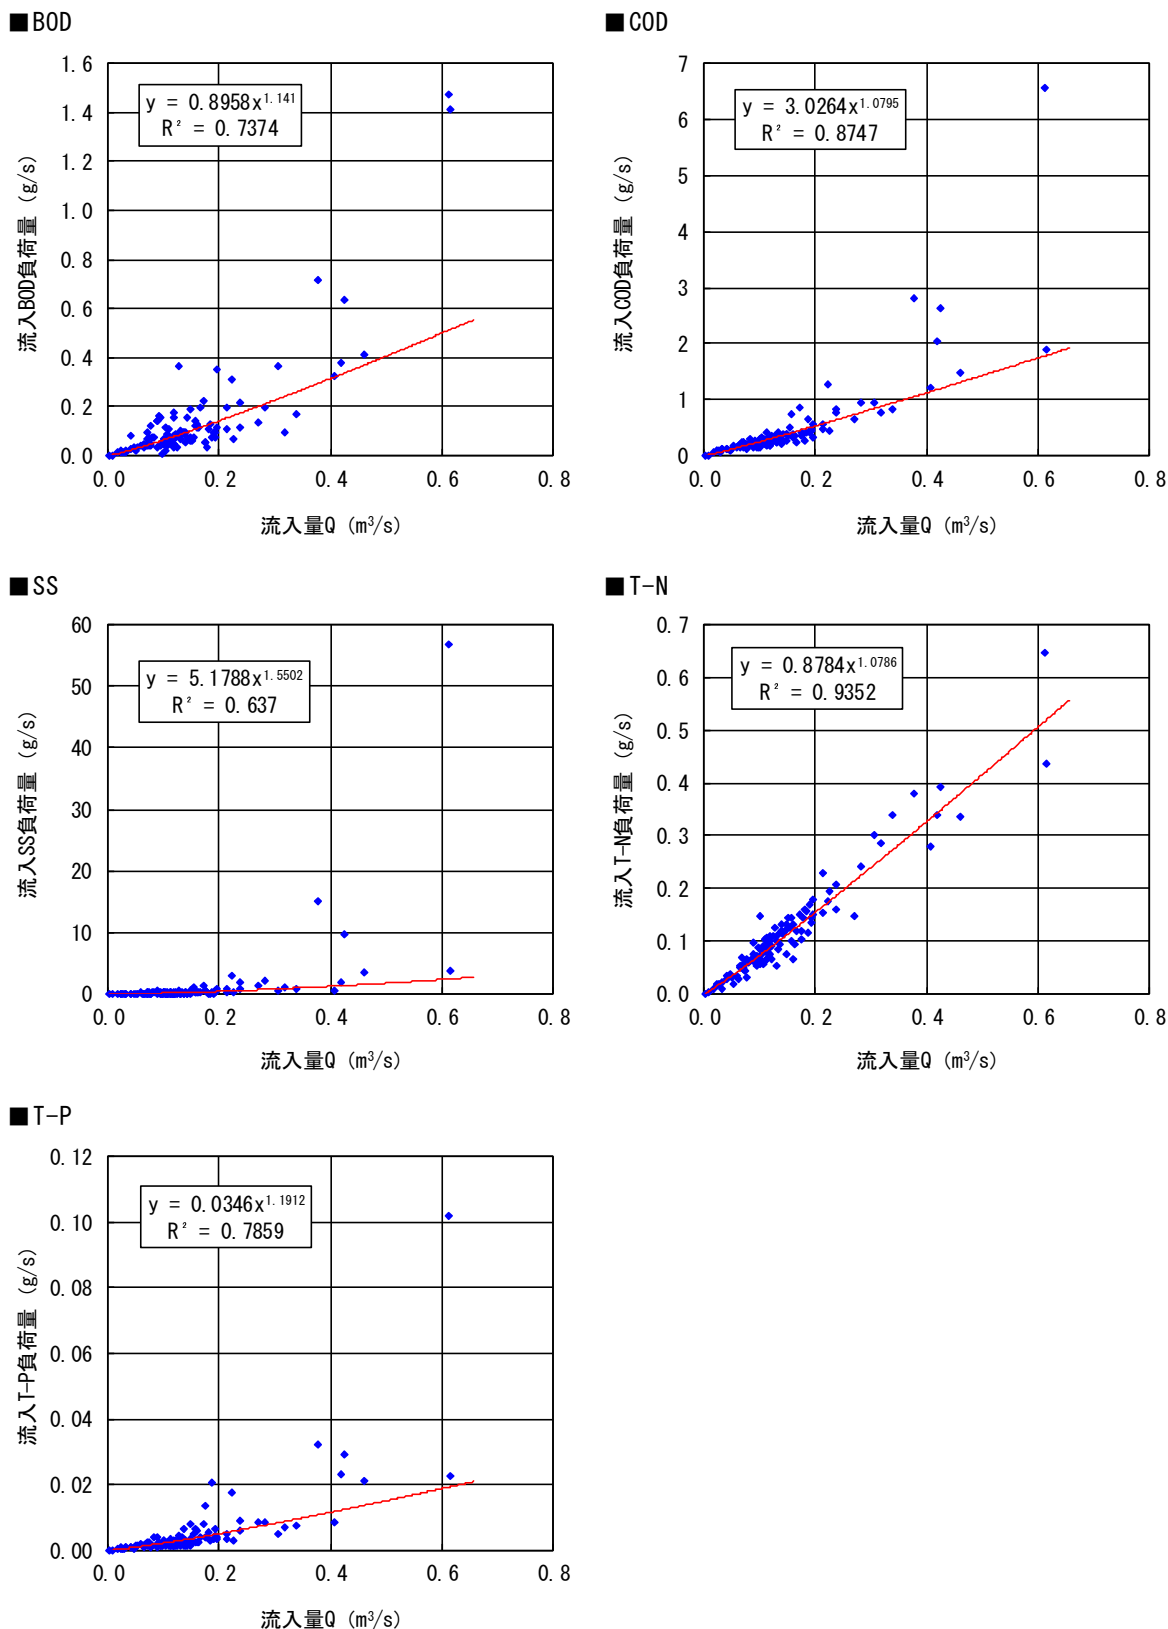 ■BOD
1.6
1.4
1.2
1.0
0.8
0.6
0.4
0.2
0.0
y = 0.8958x^1.141
R² = 0.7374
流入BOD負荷量 (g/s)
0.0 0.2 0.4 0.6 0.8
流入量Q (m³/s)
■COD
7
6
5
4
3
2
1
0
y = 3.0264x^1.0795
R² = 0.8747
流入COD負荷量 (g/s)
0.0 0.2 0.4 0.6 0.8
流入量Q (m³/s)
■SS
60
50
40
30
20
10
0
y = 5.1788x^1.5502
R² = 0.637
流入SS負荷量 (g/s)
0.0 0.2 0.4 0.6 0.8
流入量Q (m³/s)
■T-N
0.7
0.6
0.5
0.4
0.3
0.2
0.1
0.0
y = 0.8784x^1.0786
R² = 0.9352
流入T-N負荷量 (g/s)
0.0 0.2 0.4 0.6 0.8
流入量Q (m³/s)
■T-P
0.12
0.10
0.08
0.06
0.04
0.02
0.00
y = 0.0346x^1.1912
R² = 0.7859
流入T-P負荷量 (g/s)
0.0 0.2 0.4 0.6 0.8
流入量Q (m³/s)